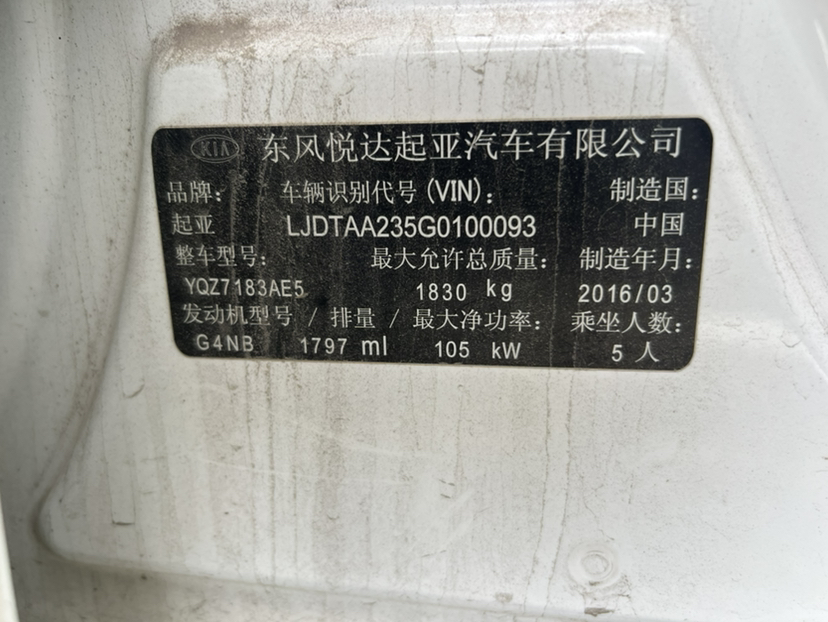 KIA 东风悦达起亚汽车有限公司
品牌： 车辆识别代号(VIN)： 制造国：
起亚 LJDTAA235G0100093 中国
整车型号： 最大允许总质量： 制造年月：
YQZ7183AE5 1830 kg 2016/03
发动机型号 / 排量 / 最大净功率： 乘坐人数：
G4NB 1797 ml 105 kW 5 人